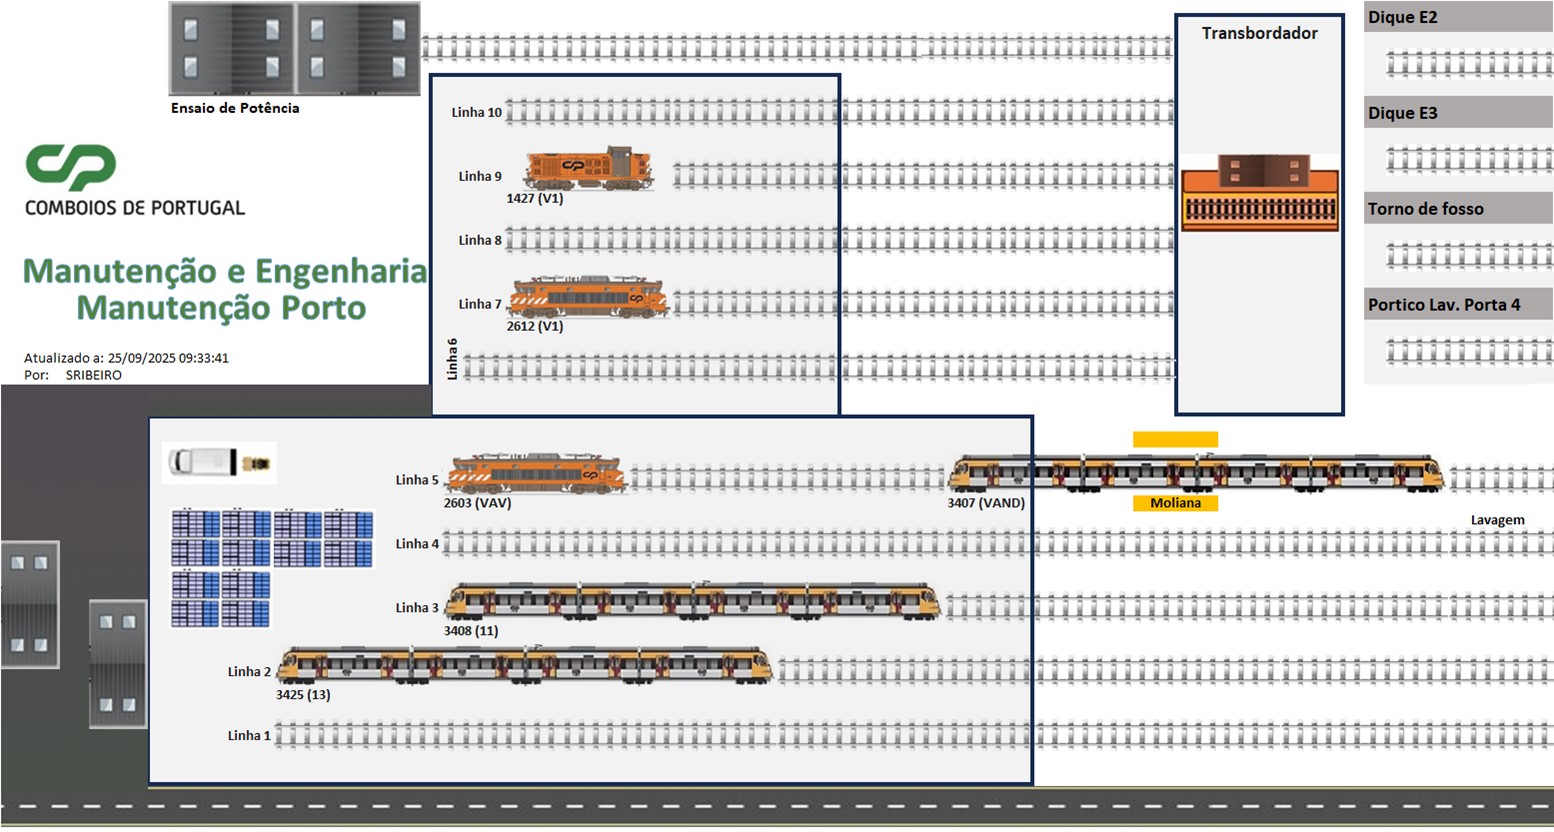 Ensaio de Potência
Transbordador
Dique E2
Dique E3
Torno de fosso
Portico Lav. Porta 4
CP
COMBOIOS DE PORTUGAL
Manutenção e Engenharia
Manutenção Porto
Atualizado a: 25/09/2025 09:33:41
Por: SRIBEIRO
Linha 10
Linha 9
1427 (V1)
Linha 8
Linha 7
2612 (V1)
Linha 6
Linha 5
2603 (VAV)
3407 (VAND)
Moliana
Lavagem
Linha 4
Linha 3
3408 (11)
Linha 2
3425 (13)
Linha 1